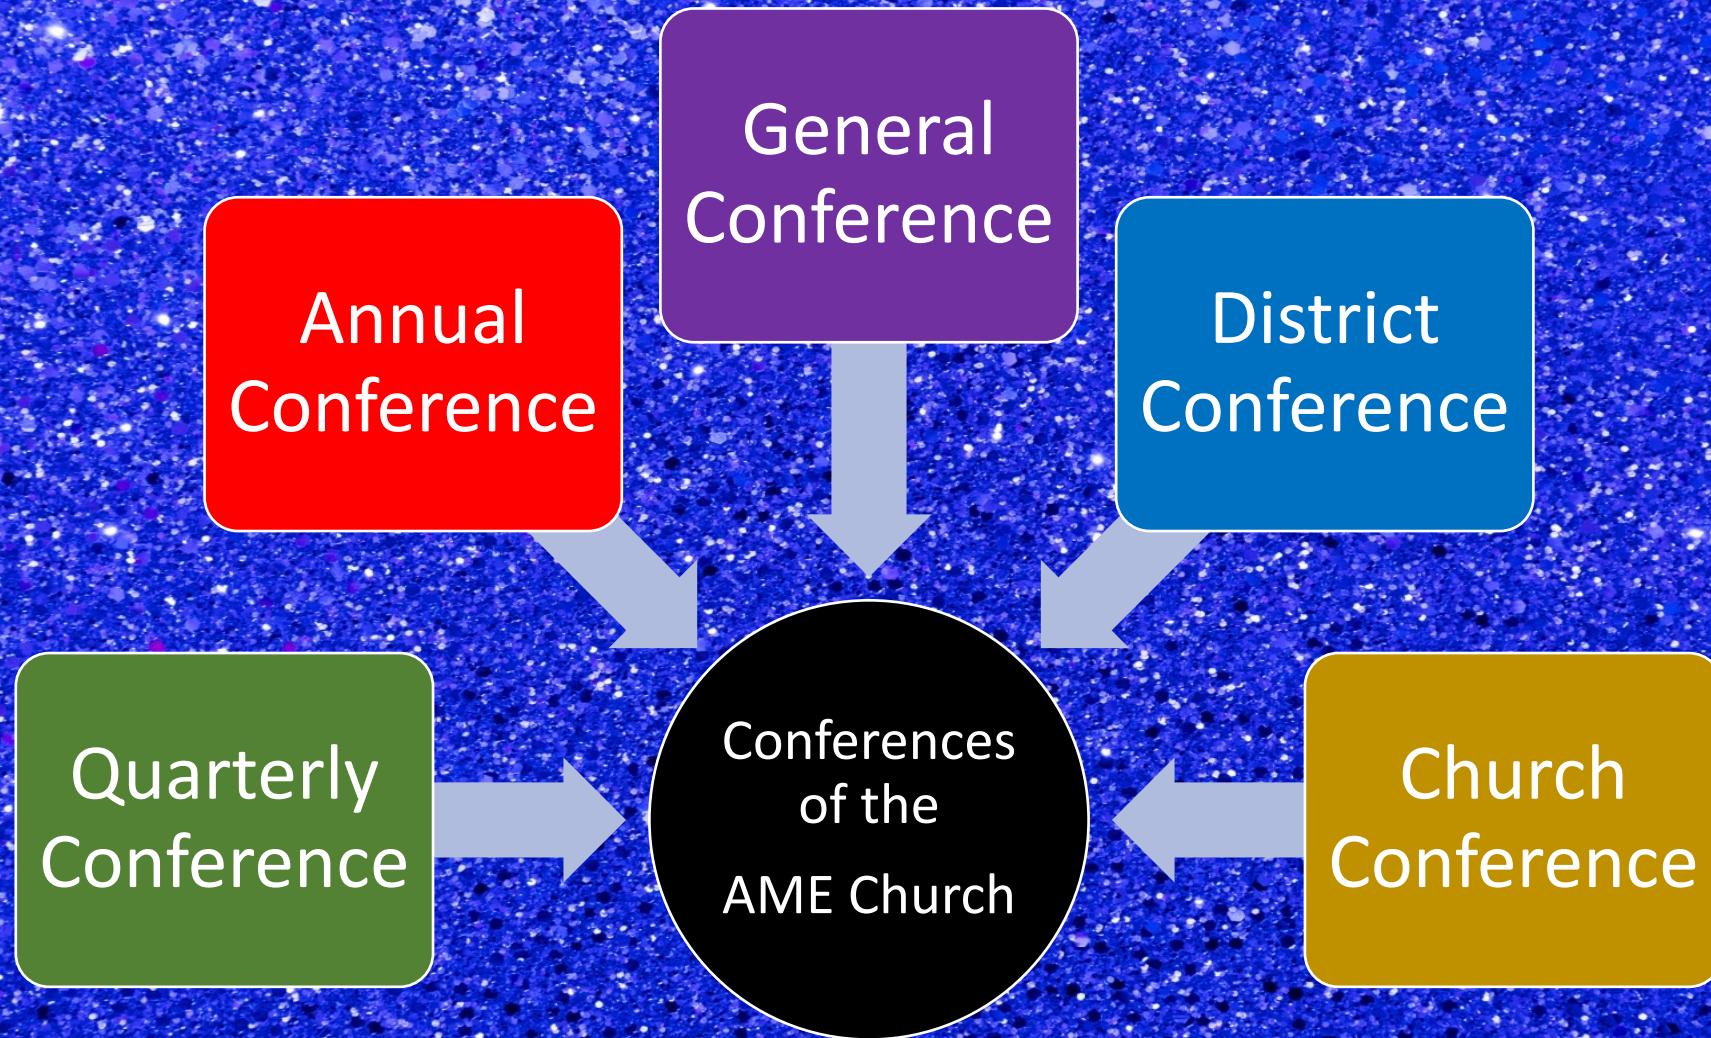 General
Conference
Annual
Conference
District
Conference
Quarterly
Conference
Conferences
of the
AME Church
Church
Conference